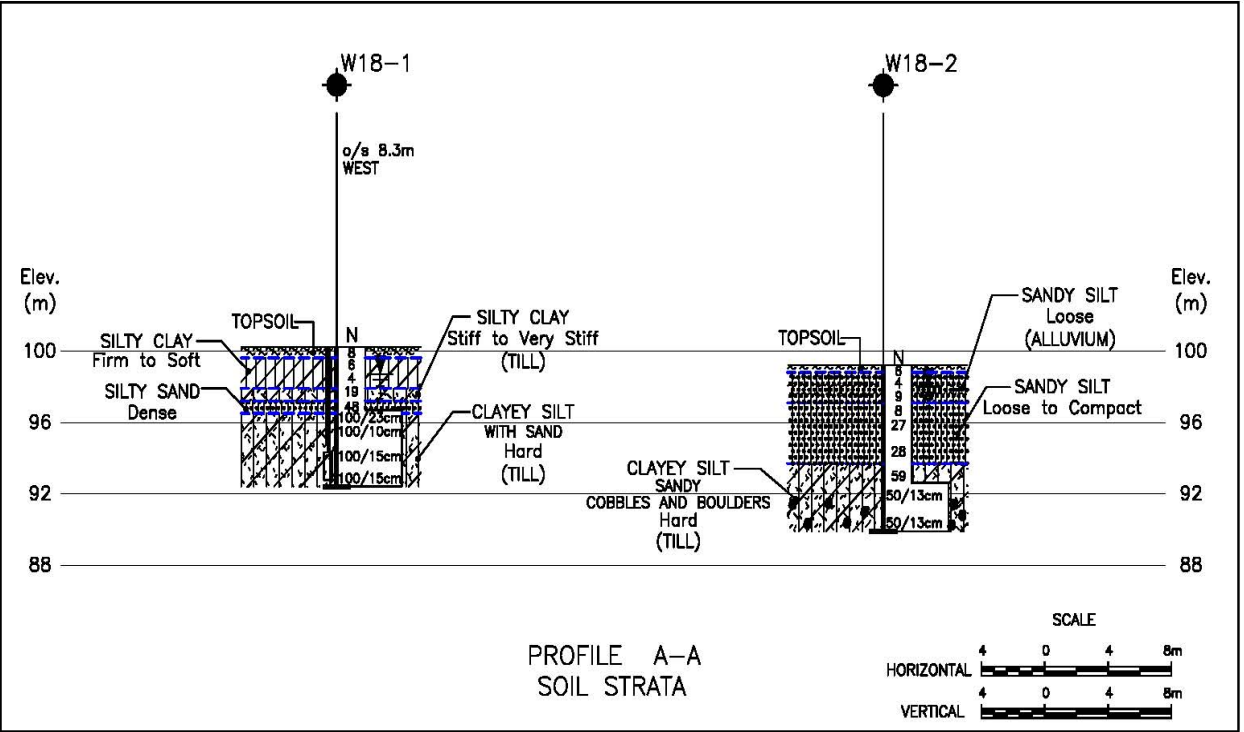 W18-1
W18-2
o/s 8.3m
WEST
Elev.
(m)
Elev.
(m)
TOPSOIL
N
SILTY CLAY
Firm to Soft
SILTY SAND
Dense
SILTY CLAY
Stiff to Very Stiff
(TILL)
CLAYEY SILT
WITH SAND
Hard
(TILL)
8
6
4
19
48
100/23cm
100/10cm
100/15cm
100/15cm
TOPSOIL
N
SANDY SILT
Loose
(ALLUVIUM)
SANDY SILT
Loose to Compact
CLAYEY SILT
SANDY
COBBLES AND BOULDERS
Hard
(TILL)
6
4
9
8
27
28
59
50/13cm
50/13cm
100
100
96
96
92
92
88
88
PROFILE A-A
SOIL STRATA
SCALE
4 0 4 8m
HORIZONTAL
4 0 4 8m
VERTICAL